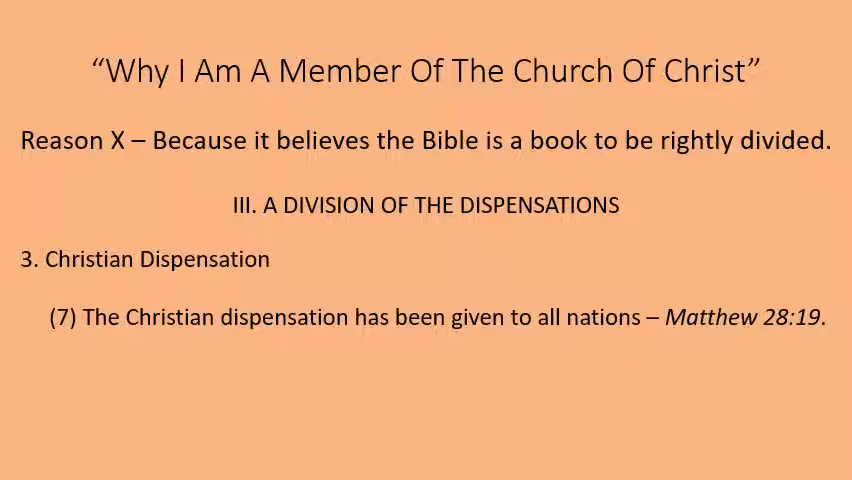 “Why I Am A Member Of The Church Of Christ”
Reason X – Because it believes the Bible is a book to be rightly divided.
III. A DIVISION OF THE DISPENSATIONS
3. Christian Dispensation
(7) The Christian dispensation has been given to all nations – Matthew 28:19.